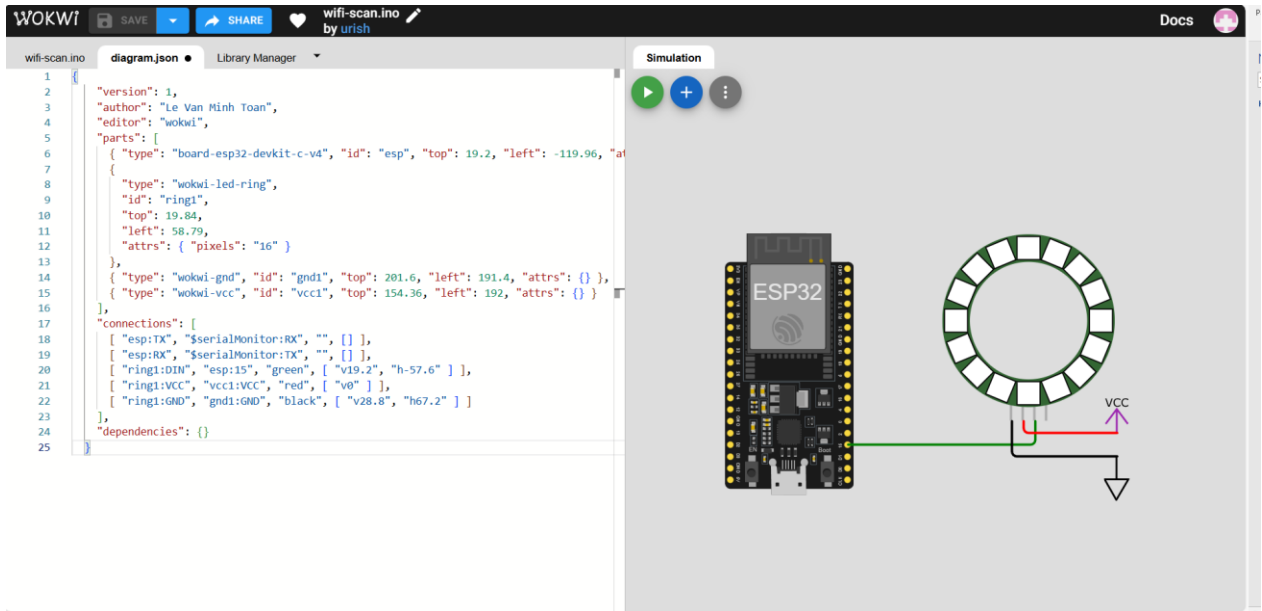 WOKWI SAVE SHARE wifi-scan.ino Docs
by urish
wifi-scan.ino diagram.json ● Library Manager
Simulation
1 {
2 "version": 1,
3 "author": "Le Van Minh Toan",
4 "editor": "wokwi",
5 "parts": [
6 { "type": "board-esp32-devkit-c-v4", "id": "esp", "top": 19.2, "left": -119.96, "at
7 {
8 "type": "wokwi-led-ring",
9 "id": "ring1",
10 "top": 19.84,
11 "left": 58.79,
12 "attrs": { "pixels": "16" }
13 },
14 { "type": "wokwi-gnd", "id": "gnd1", "top": 201.6, "left": 191.4, "attrs": {} },
15 { "type": "wokwi-vcc", "id": "vcc1", "top": 154.36, "left": 192, "attrs": {} }
16 ],
17 "connections": [
18 [ "esp:TX", "$serialMonitor:RX", "", [] ],
19 [ "esp:RX", "$serialMonitor:TX", "", [] ],
20 [ "ring1:DIN", "esp:15", "green", [ "v19.2", "h-57.6" ] ],
21 [ "ring1:VCC", "vcc1:VCC", "red", [ "v0" ] ],
22 [ "ring1:GND", "gnd1:GND", "black", [ "v28.8", "h67.2" ] ]
23 ],
24 "dependencies": {}
25 }
ESP32
VCC
EN Boot